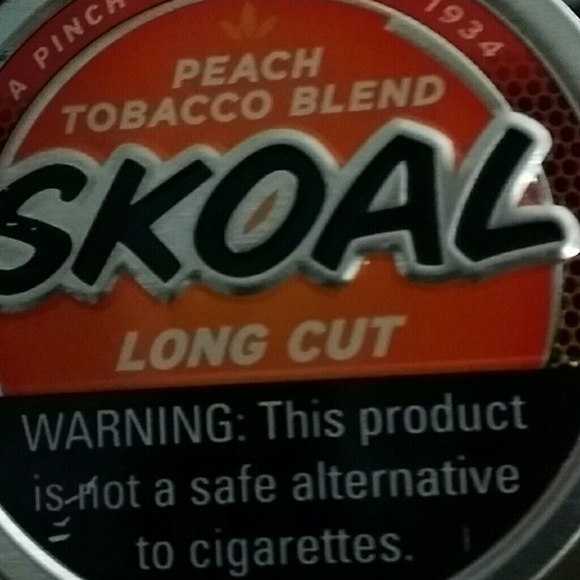 A PINCH
1934
PEACH
TOBACCO BLEND
SKOAL
LONG CUT
WARNING: This product
is not a safe alternative
to cigarettes.